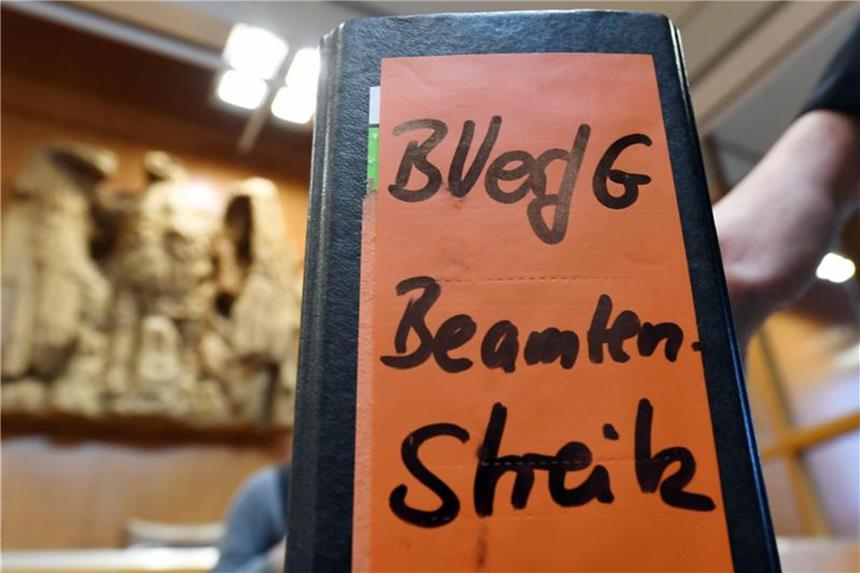 BVerfG
Beamten-
Streik